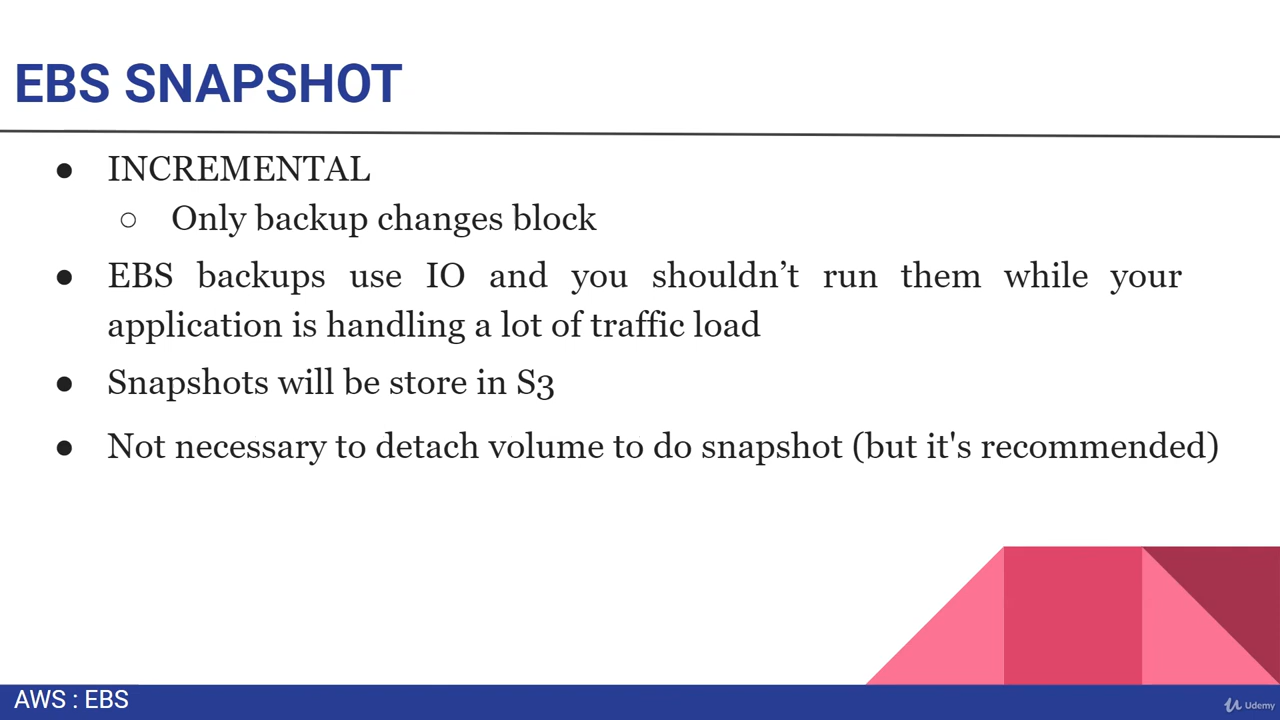 EBS SNAPSHOT
● INCREMENTAL
○ Only backup changes block
● EBS backups use IO and you shouldn’t run them while your
application is handling a lot of traffic load
● Snapshots will be store in S3
● Not necessary to detach volume to do snapshot (but it's recommended)
AWS : EBS
Udemy